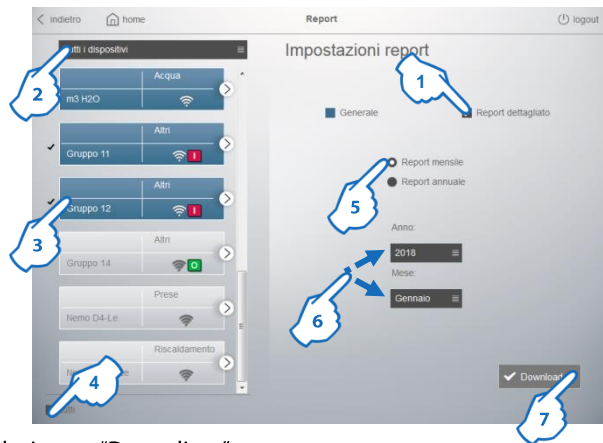 indietro home Report logout
Tutti i dispositivi
Impostazioni report
Acqua
m3 H2O
Altri
Gruppo 11
Altri
Gruppo 12
Altri
Gruppo 14
Prese
Nemo D4-Le
Riscaldamento
Tutti
Generale
Report dettagliato
Report mensile
Report annuale
Anno:
2018
Mese:
Gennaio
Download
1
2
3
4
5
6
7